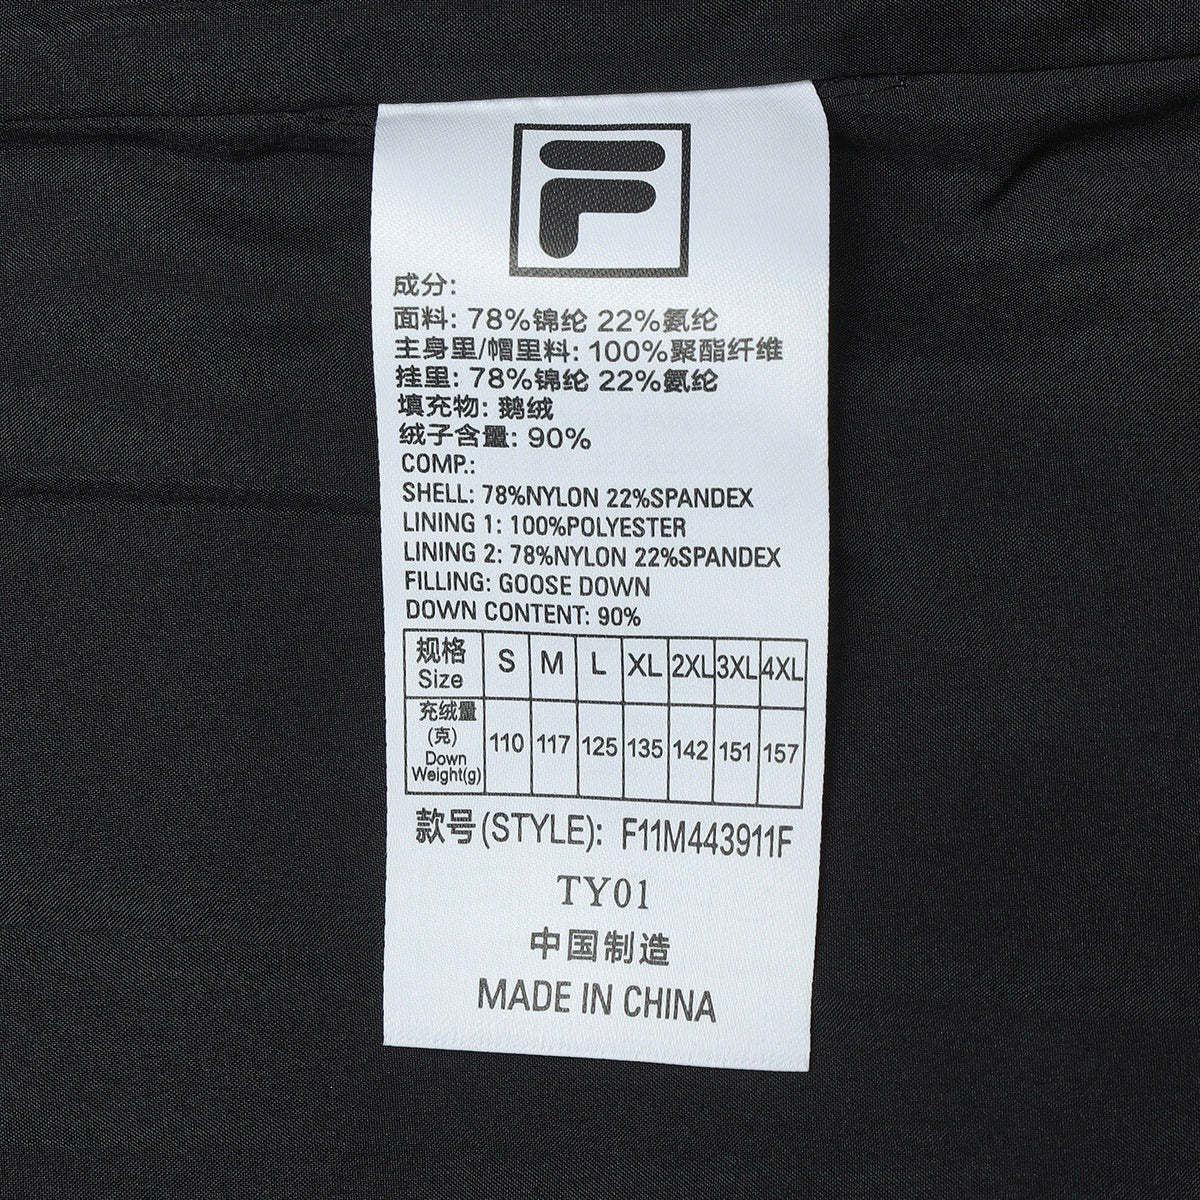 F
成分:
面料: 78%锦纶 22%氨纶
主身里/帽里料: 100%聚酯纤维
挂里: 78%锦纶 22%氨纶
填充物: 鹅绒
绒子含量: 90%
COMP.:
SHELL: 78%NYLON 22%SPANDEX
LINING 1: 100%POLYESTER
LINING 2: 78%NYLON 22%SPANDEX
FILLING: GOOSE DOWN
DOWN CONTENT: 90%
规格 Size S M L XL 2XL 3XL 4XL
充绒量 (克) Down Weight(g) 110 117 125 135 142 151 157
款号(STYLE): F11M443911F
TY01
中国制造
MADE IN CHINA